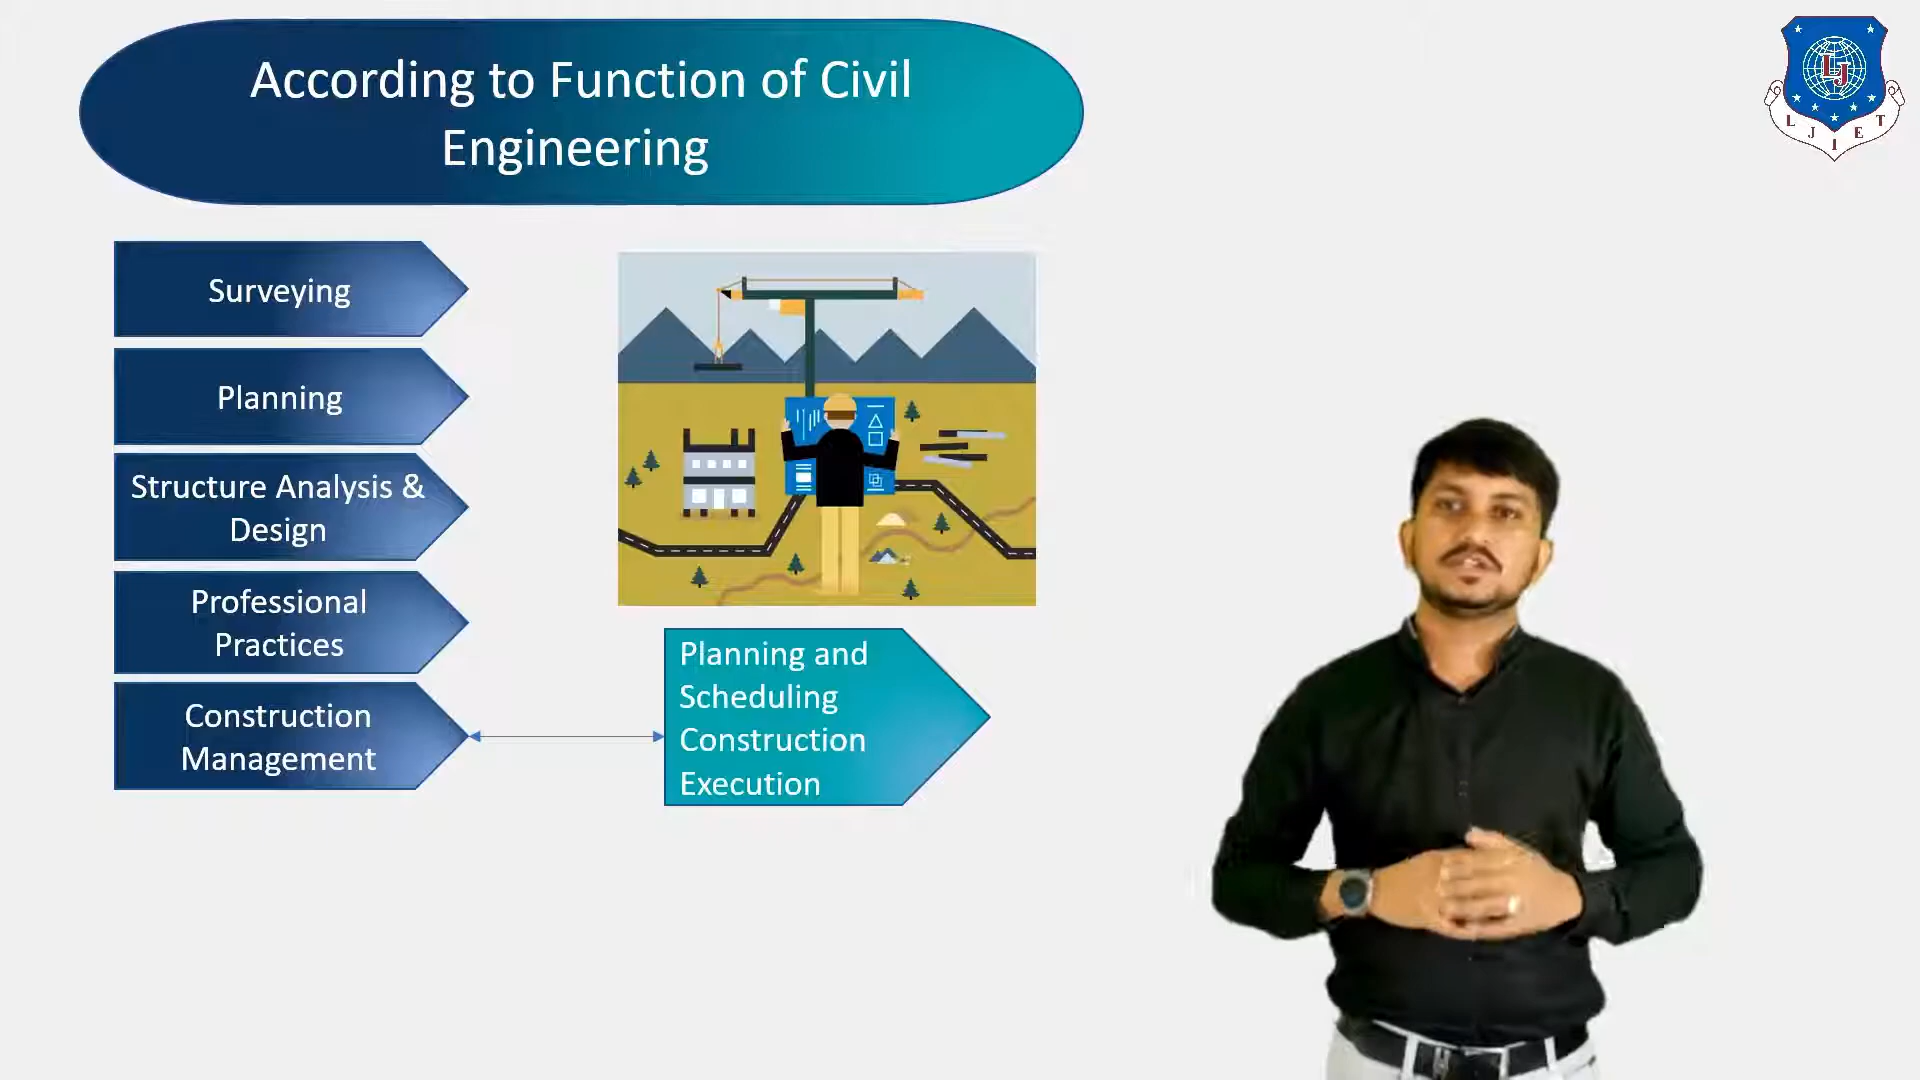 According to Function of Civil
Engineering
Surveying
Planning
Structure Analysis &
Design
Professional
Practices
Construction
Management
Planning and
Scheduling
Construction
Execution
LJ
L J I E T